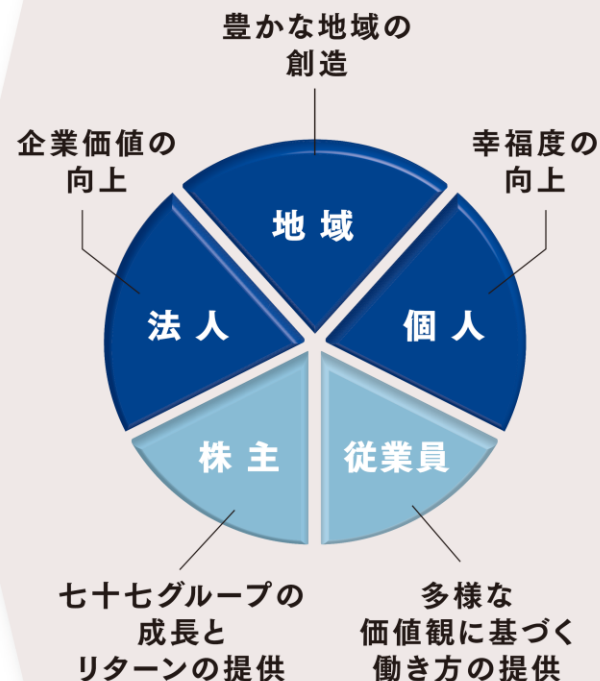 豊かな地域の
創造
企業価値の
向上
幸福度の
向上
地域
法人
個人
株主
従業員
七十七グループの
成長と
リターンの提供
多様な
価値観に基づく
働き方の提供